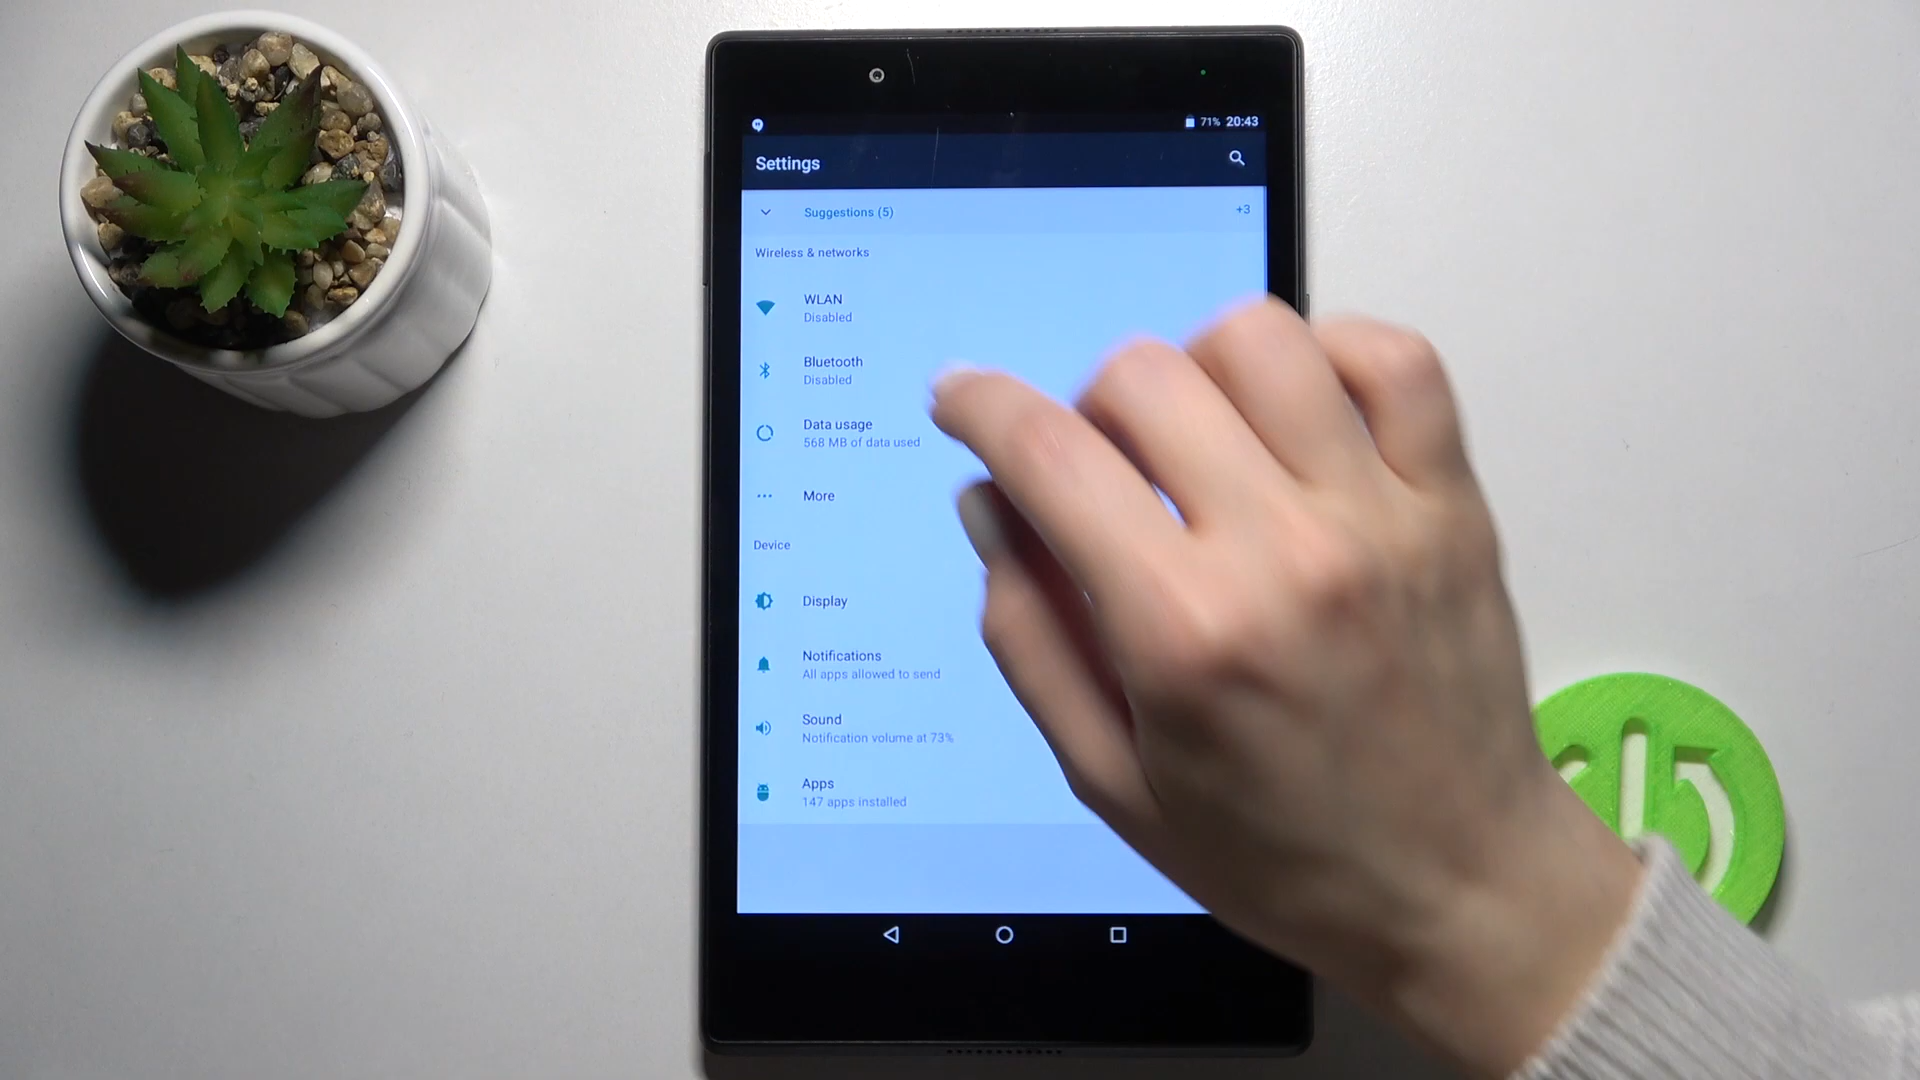 71% 20:43
Settings
Suggestions (5) +3
Wireless & networks
WLAN
Disabled
Bluetooth
Disabled
Data usage
568 MB of data used
More
Device
Display
Notifications
All apps allowed to send
Sound
Notification volume at 73%
Apps
147 apps installed